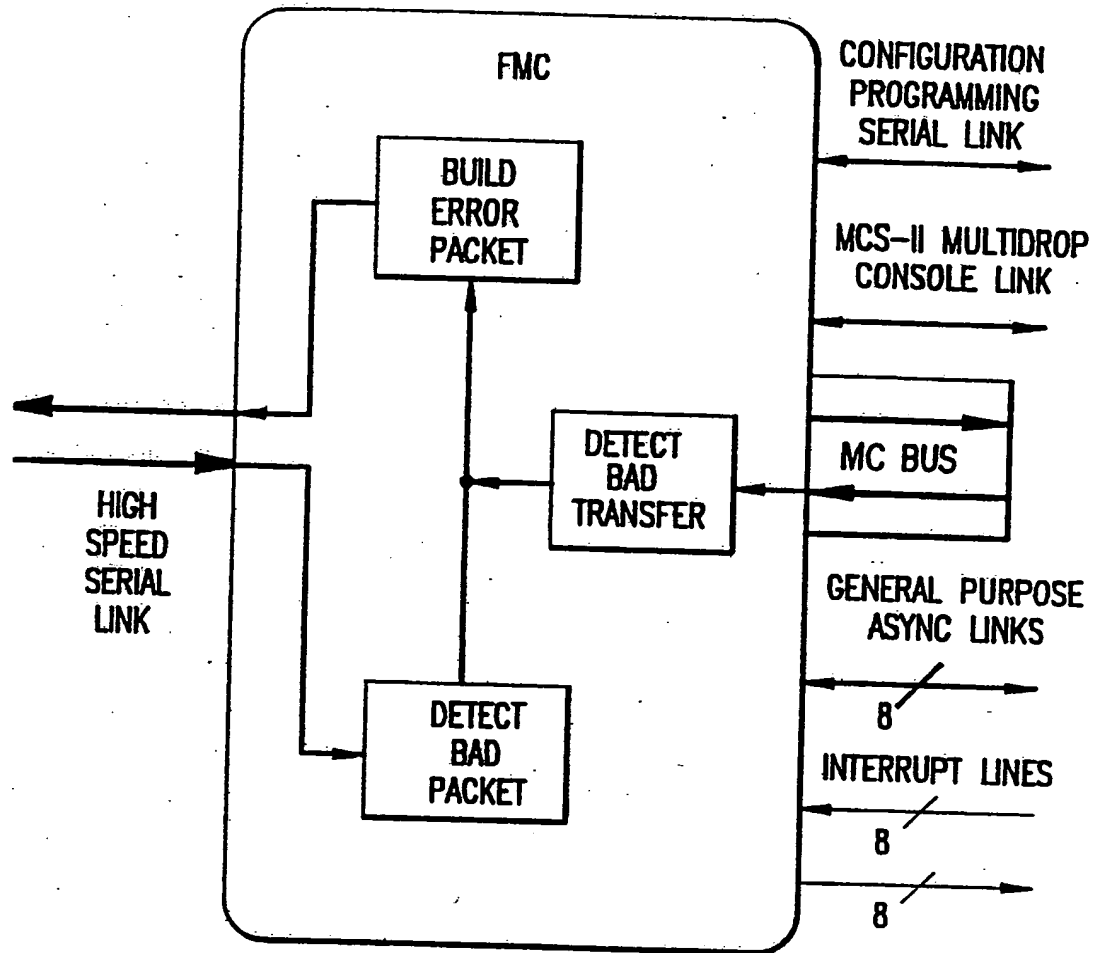 FMC
CONFIGURATION
PROGRAMMING
SERIAL LINK
BUILD
ERROR
PACKET
MCS-II MULTIDROP
CONSOLE LINK
DETECT
BAD
TRANSFER
MC BUS
HIGH
SPEED
SERIAL
LINK
GENERAL PURPOSE
ASYNC LINKS
8
DETECT
BAD
PACKET
INTERRUPT LINES
8
8